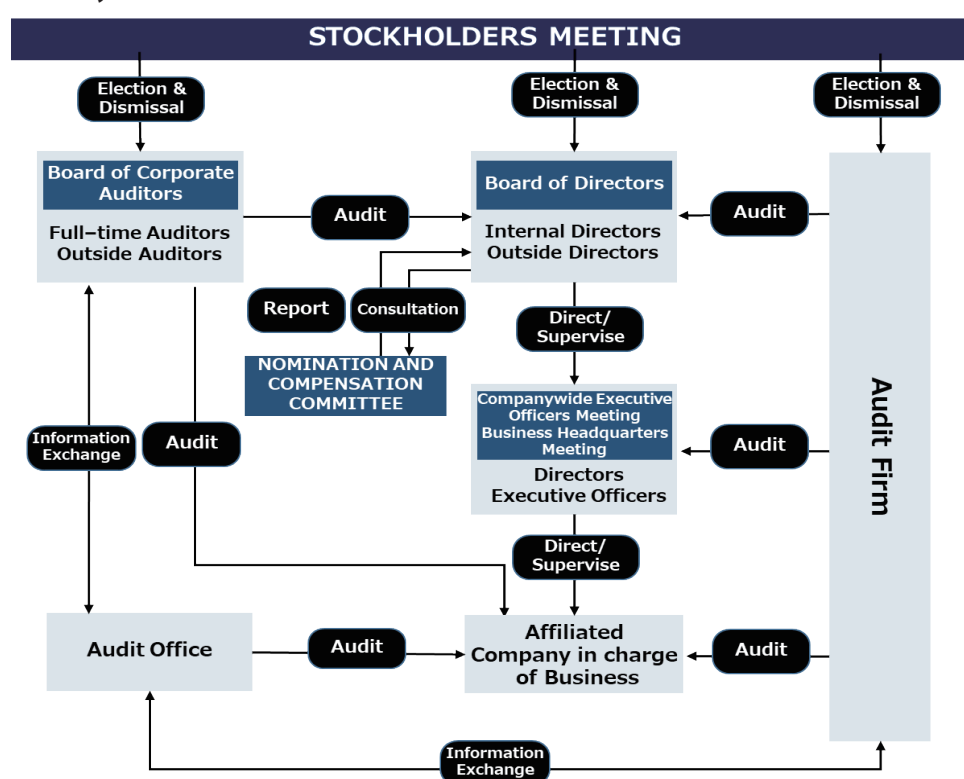 STOCKHOLDERS MEETING
Election &
Dismissal
Election &
Dismissal
Election &
Dismissal
Board of Corporate
Auditors
Full-time Auditors
Outside Auditors
Audit
Board of Directors
Internal Directors
Outside Directors
Audit
Report
Consultation
NOMINATION AND
COMPENSATION
COMMITTEE
Direct/
Supervise
Companywide Executive
Officers Meeting
Business Headquarters
Meeting
Directors
Executive Officers
Audit
Audit Firm
Information
Exchange
Audit
Direct/
Supervise
Audit Office
Audit
Affiliated
Company in charge
of Business
Audit
Information
Exchange